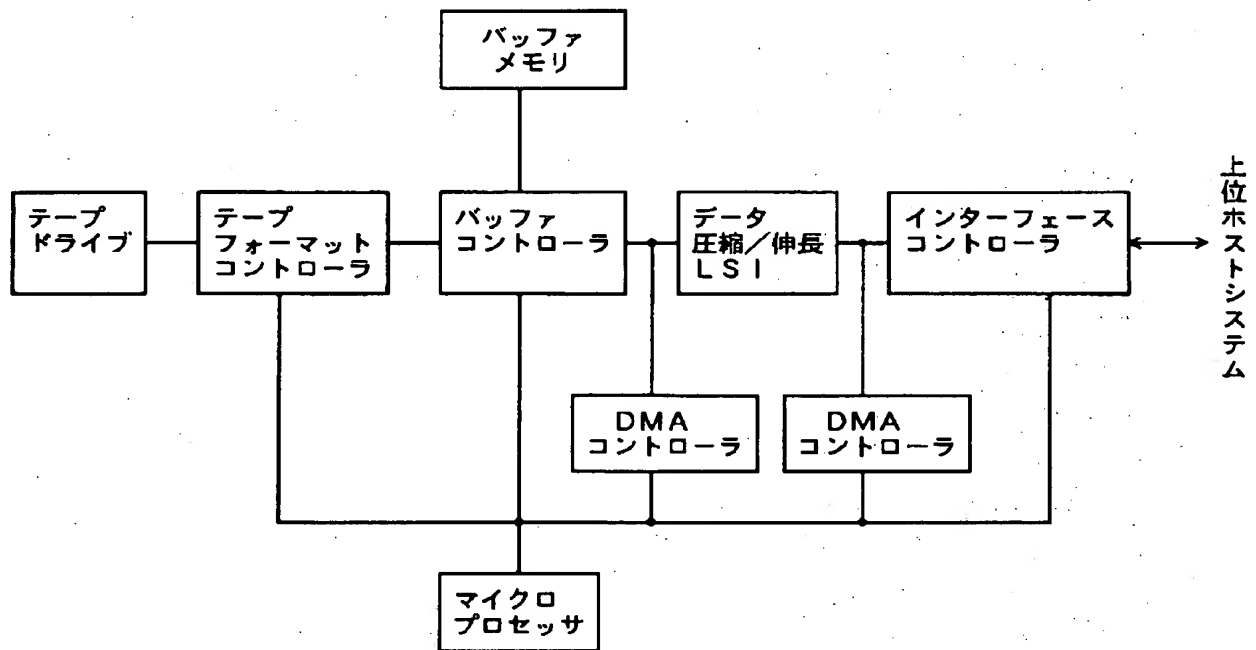 バッファ
メモリ
テープ
ドライブ
テープ
フォーマット
コントローラ
バッファ
コントローラ
データ
圧縮／伸長
ＬＳＩ
インターフェース
コントローラ
上位ホストシステム
ＤＭＡ
コントローラ
ＤＭＡ
コントローラ
マイクロ
プロセッサ